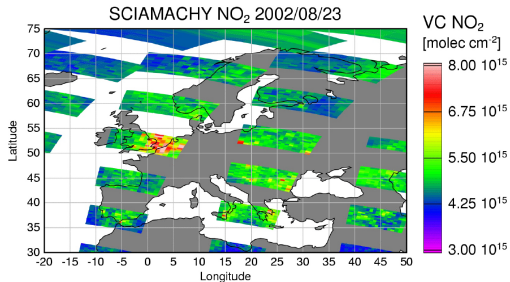 SCIAMACHY NO2 2002/08/23
VC NO2
[molec cm-2]
75
70
65
60
55
50
45
40
35
30
Latitude
-20 -15 -10 -5 0 5 10 15 20 25 30 35 40 45 50
Longitude
8.00 10^15
6.75 10^15
5.50 10^15
4.25 10^15
3.00 10^15